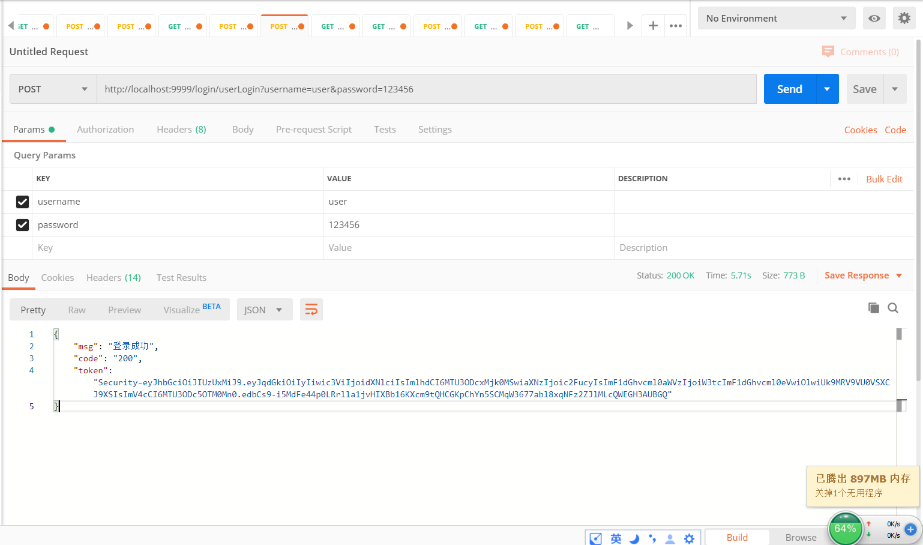 GET ... POST ... POST ... GET ... POST ... POST ... GET ... GET ... POST ... GET ... POST ... GET ...
No Environment
Untitled Request
Comments (0)
POST http://localhost:9999/login/userLogin?username=user&password=123456 Send Save
Params Authorization Headers (8) Body Pre-request Script Tests Settings Cookies Code
Query Params
KEY VALUE DESCRIPTION ••• Bulk Edit
username user
password 123456
Key Value Description
Body Cookies Headers (14) Test Results Status: 200 OK Time: 5.71s Size: 773 B Save Response
Pretty Raw Preview Visualize BETA JSON
1 {
2 "msg": "登录成功",
3 "code": "200",
4 "token":
5 }
已腾出 897MB 内存
关掉1个无用程序
64% 0K/s
0K/s
英 Build Browse